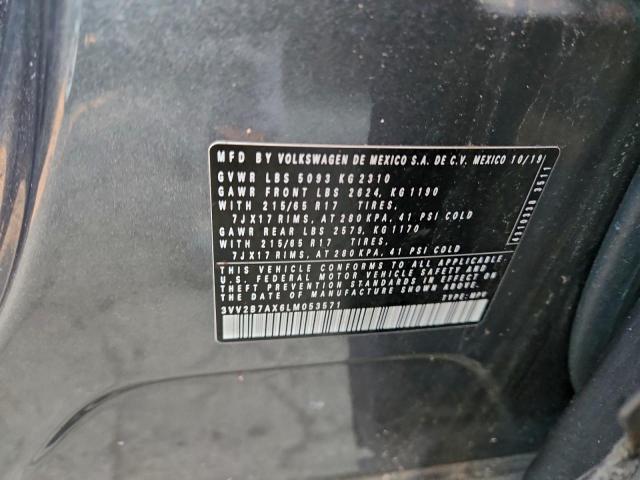 MFD BY VOLKSWAGEN DE MEXICO S.A. DE C.V. MEXICO 10/19
GVWR LBS 5093 KG 2310
GAWR FRONT LBS 2624, KG 1190
WITH 215/65 R17 TIRES,
7JX17 RIMS, AT 280 KPA, 41 PSI COLD
GAWR REAR LBS 2579, KG 1170
WITH 215/65 R17 TIRES,
7JX17 RIMS, AT 280 KPA, 41 PSI COLD
THIS VEHICLE CONFORMS TO ALL APPLICABLE
U.S. FEDERAL MOTOR VEHICLE SAFETY AND
THEFT PREVENTION STANDARDS IN EFFECT ON
THE DATE OF MANUFACTURE SHOWN ABOVE
3VV2B7AX6LM053571 TYPE: